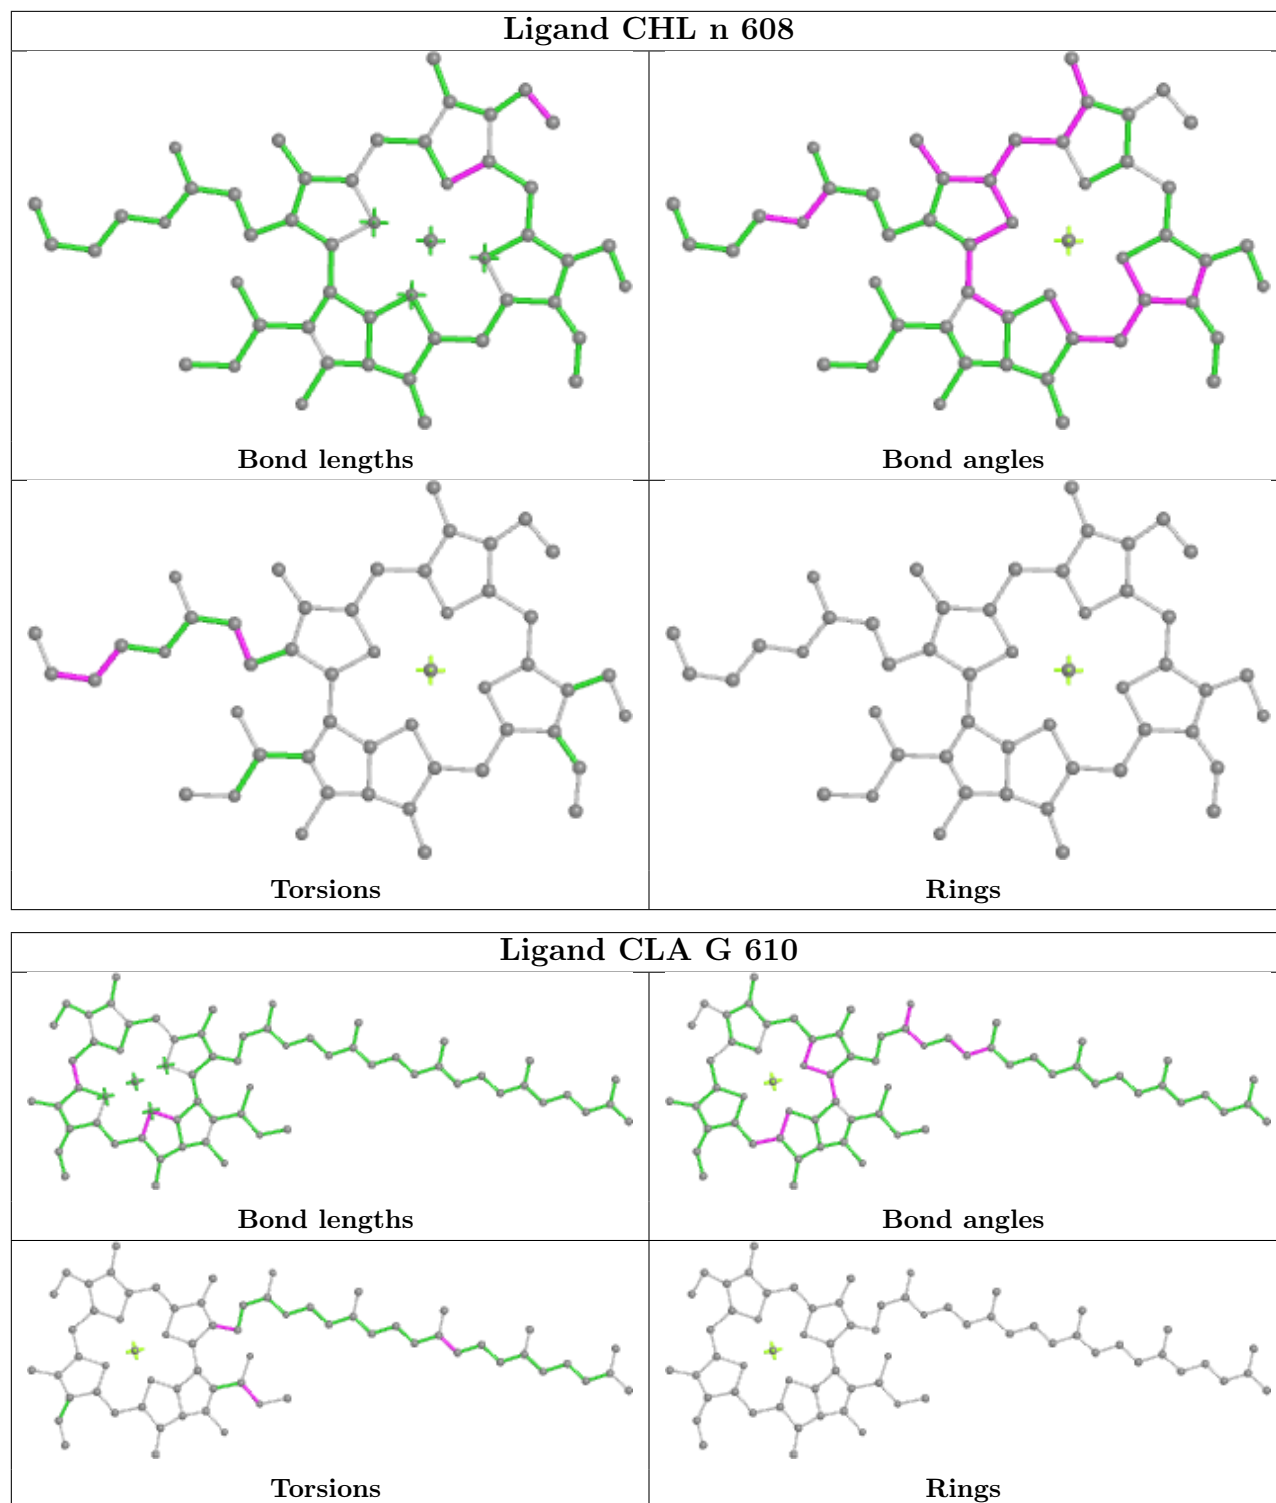 Ligand CHL n 608
Bond lengths
Bond angles
Torsions
Rings
Ligand CLA G 610
Bond lengths
Bond angles
Torsions
Rings